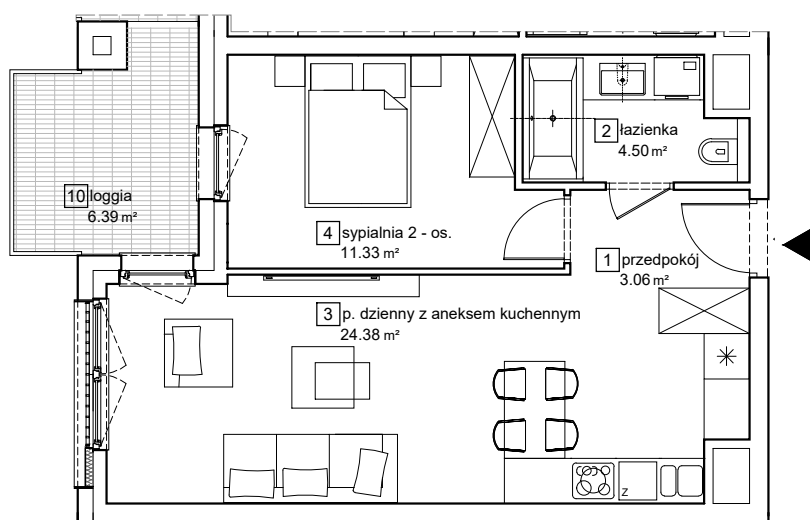 2 łazienka
4.50 m²
10 loggia
6.39 m²
4 sypialnia 2 - os.
11.33 m²
1 przedpokój
3.06 m²
3 p. dzienny z aneksem kuchennym
24.38 m²
Z